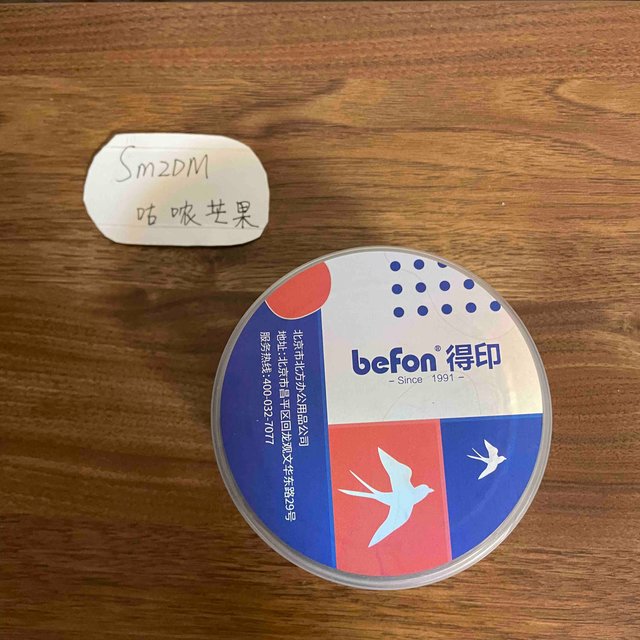 SMZDM
咕哝芒果
befon® 得印
- Since 1991 -
北京市北方办公用品公司
地址:北京市昌平区回龙观文华东路29号
服务热线:400-032-7077